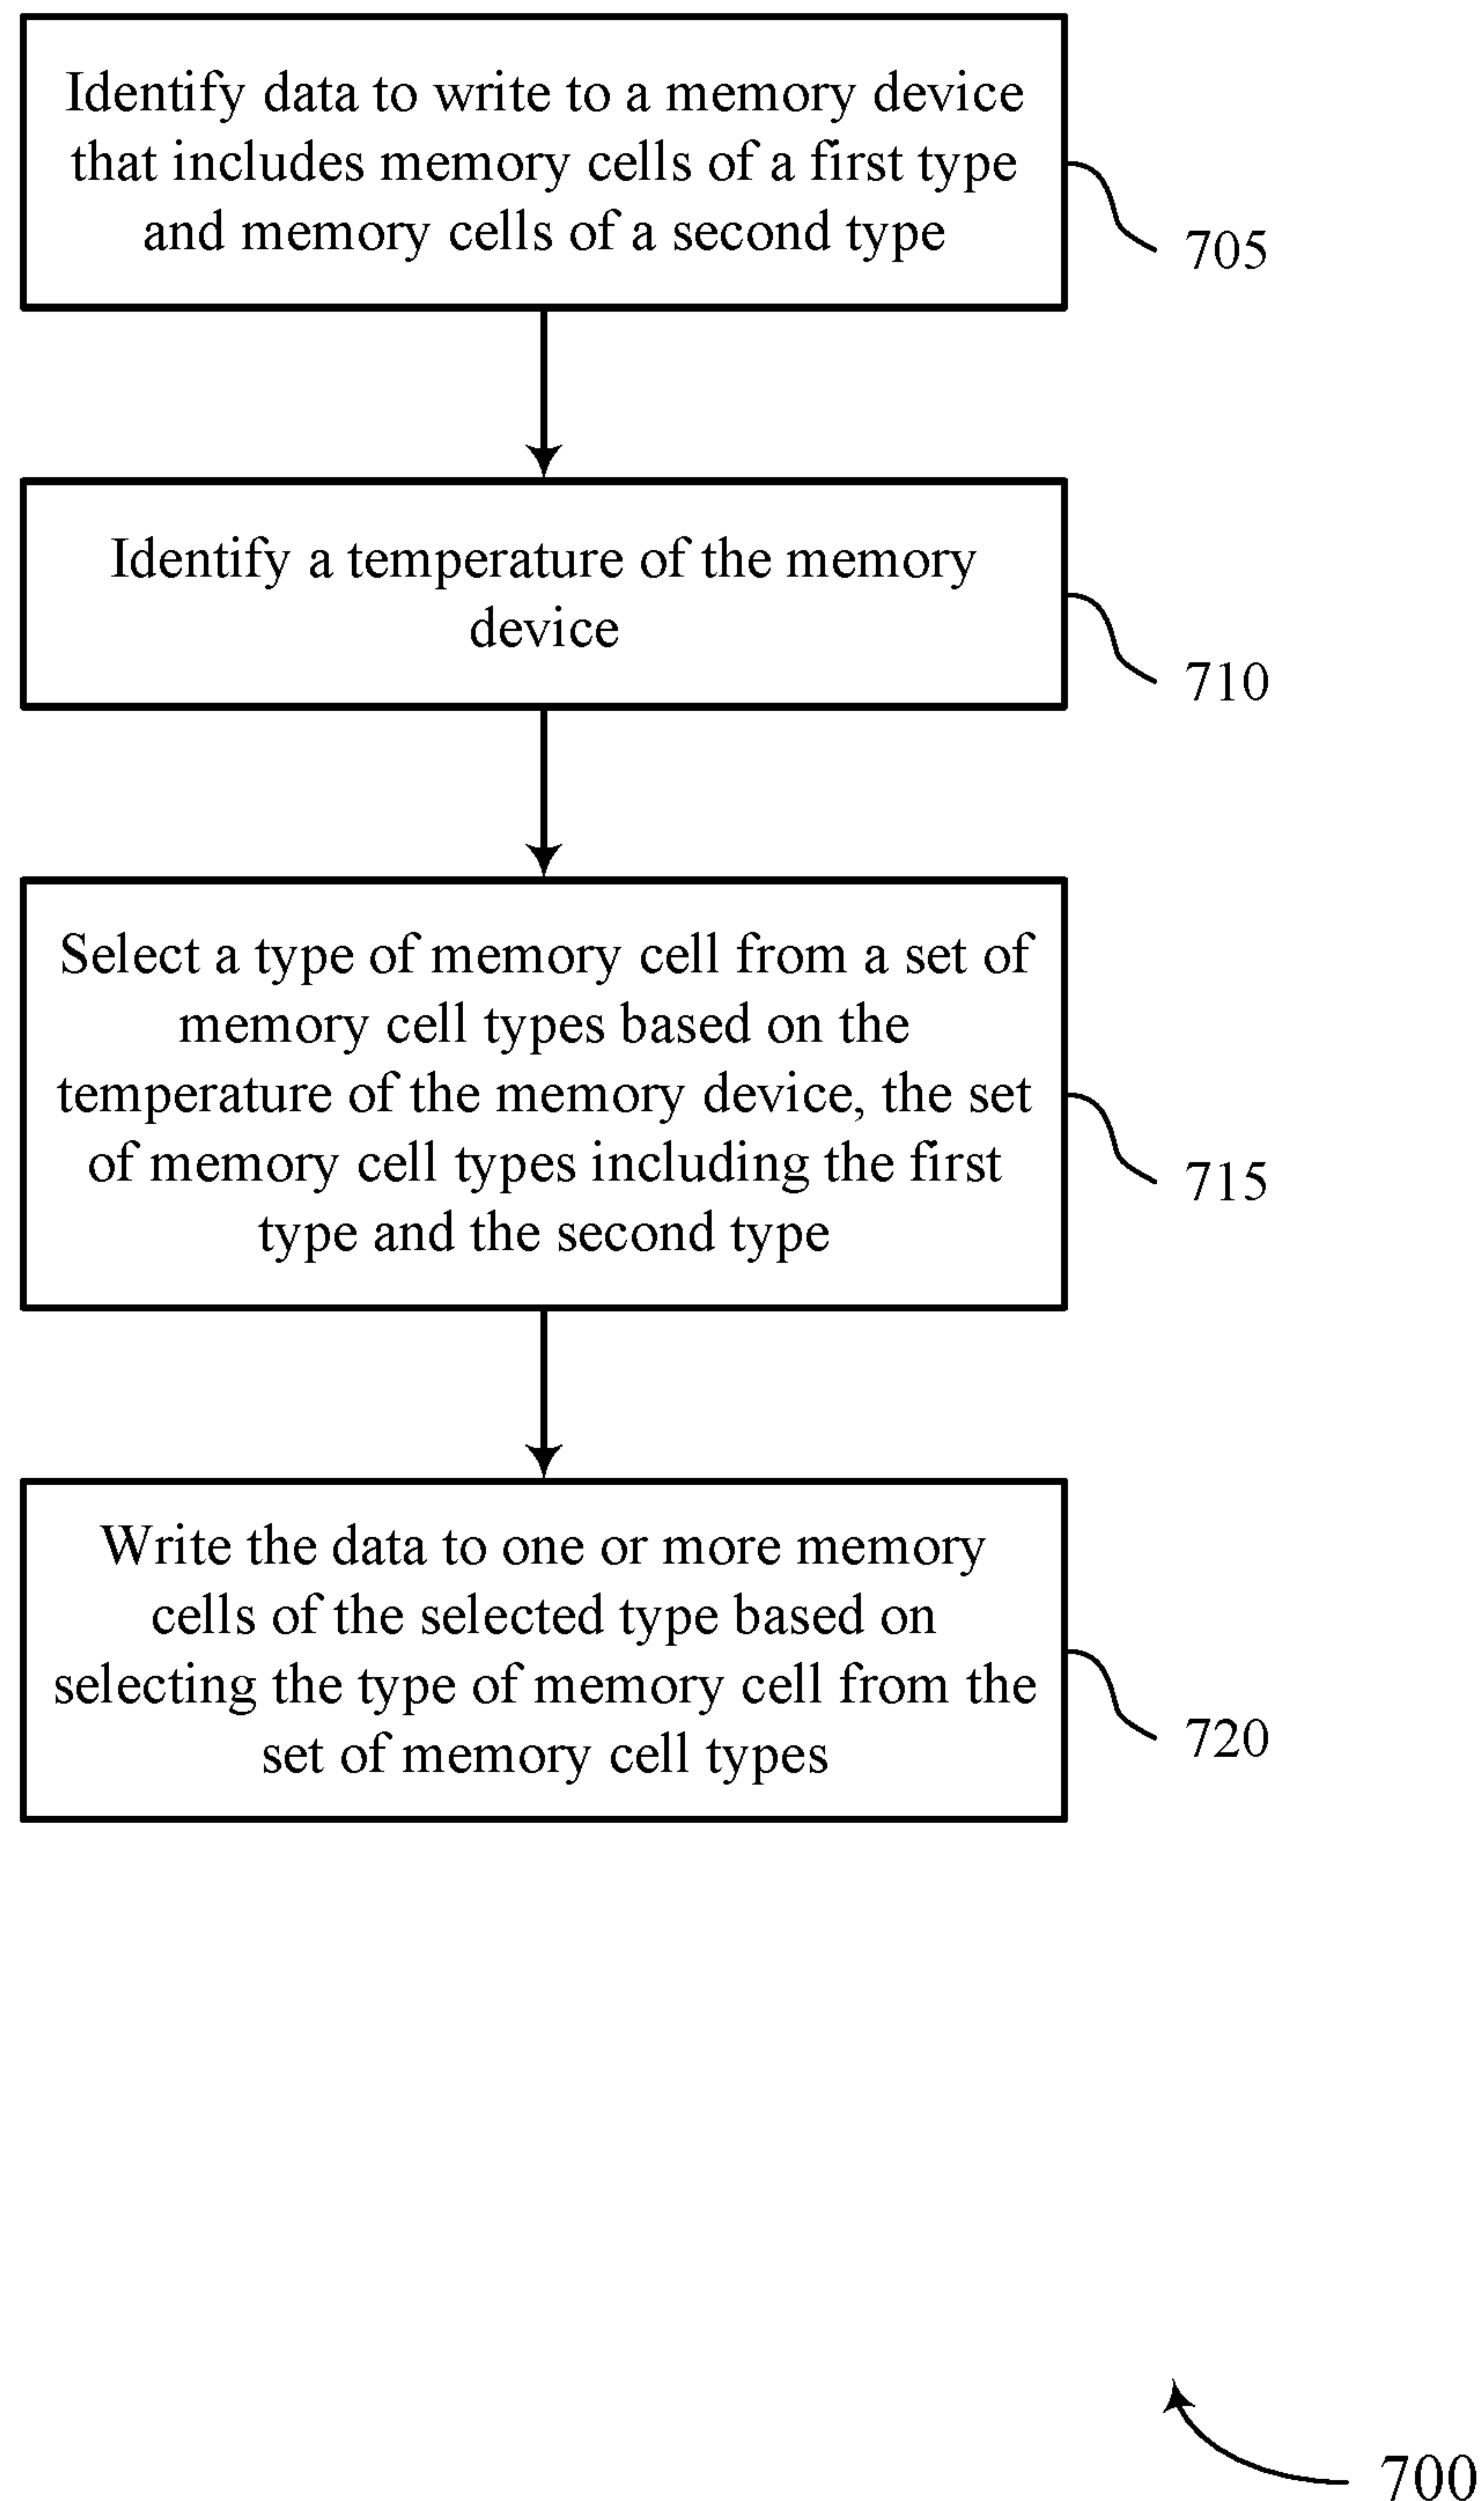 Identify data to write to a memory device
that includes memory cells of a first type
and memory cells of a second type
705
Identify a temperature of the memory
device
710
Select a type of memory cell from a set of
memory cell types based on the
temperature of the memory device, the set
of memory cell types including the first
type and the second type
715
Write the data to one or more memory
cells of the selected type based on
selecting the type of memory cell from the
set of memory cell types
720
700